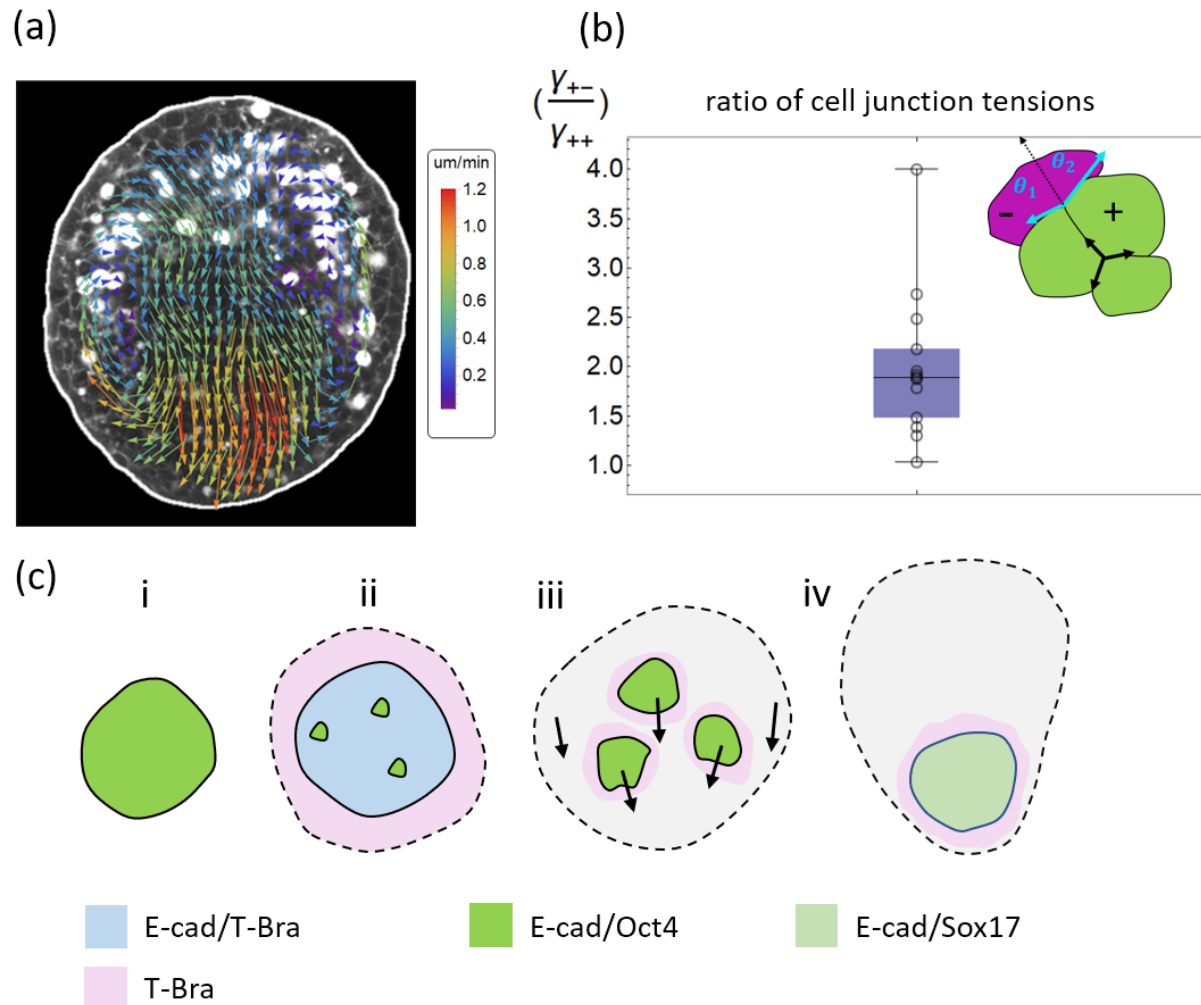 (a)
(b)
(γ+-/γ++)
ratio of cell junction tensions
um/min
1.2
1.0
0.8
0.6
0.4
0.2
4.0
3.5
3.0
2.5
2.0
1.5
1.0
θ1
θ2
-
+
(c)
i
ii
iii
iv
E-cad/T-Bra
E-cad/Oct4
E-cad/Sox17
T-Bra